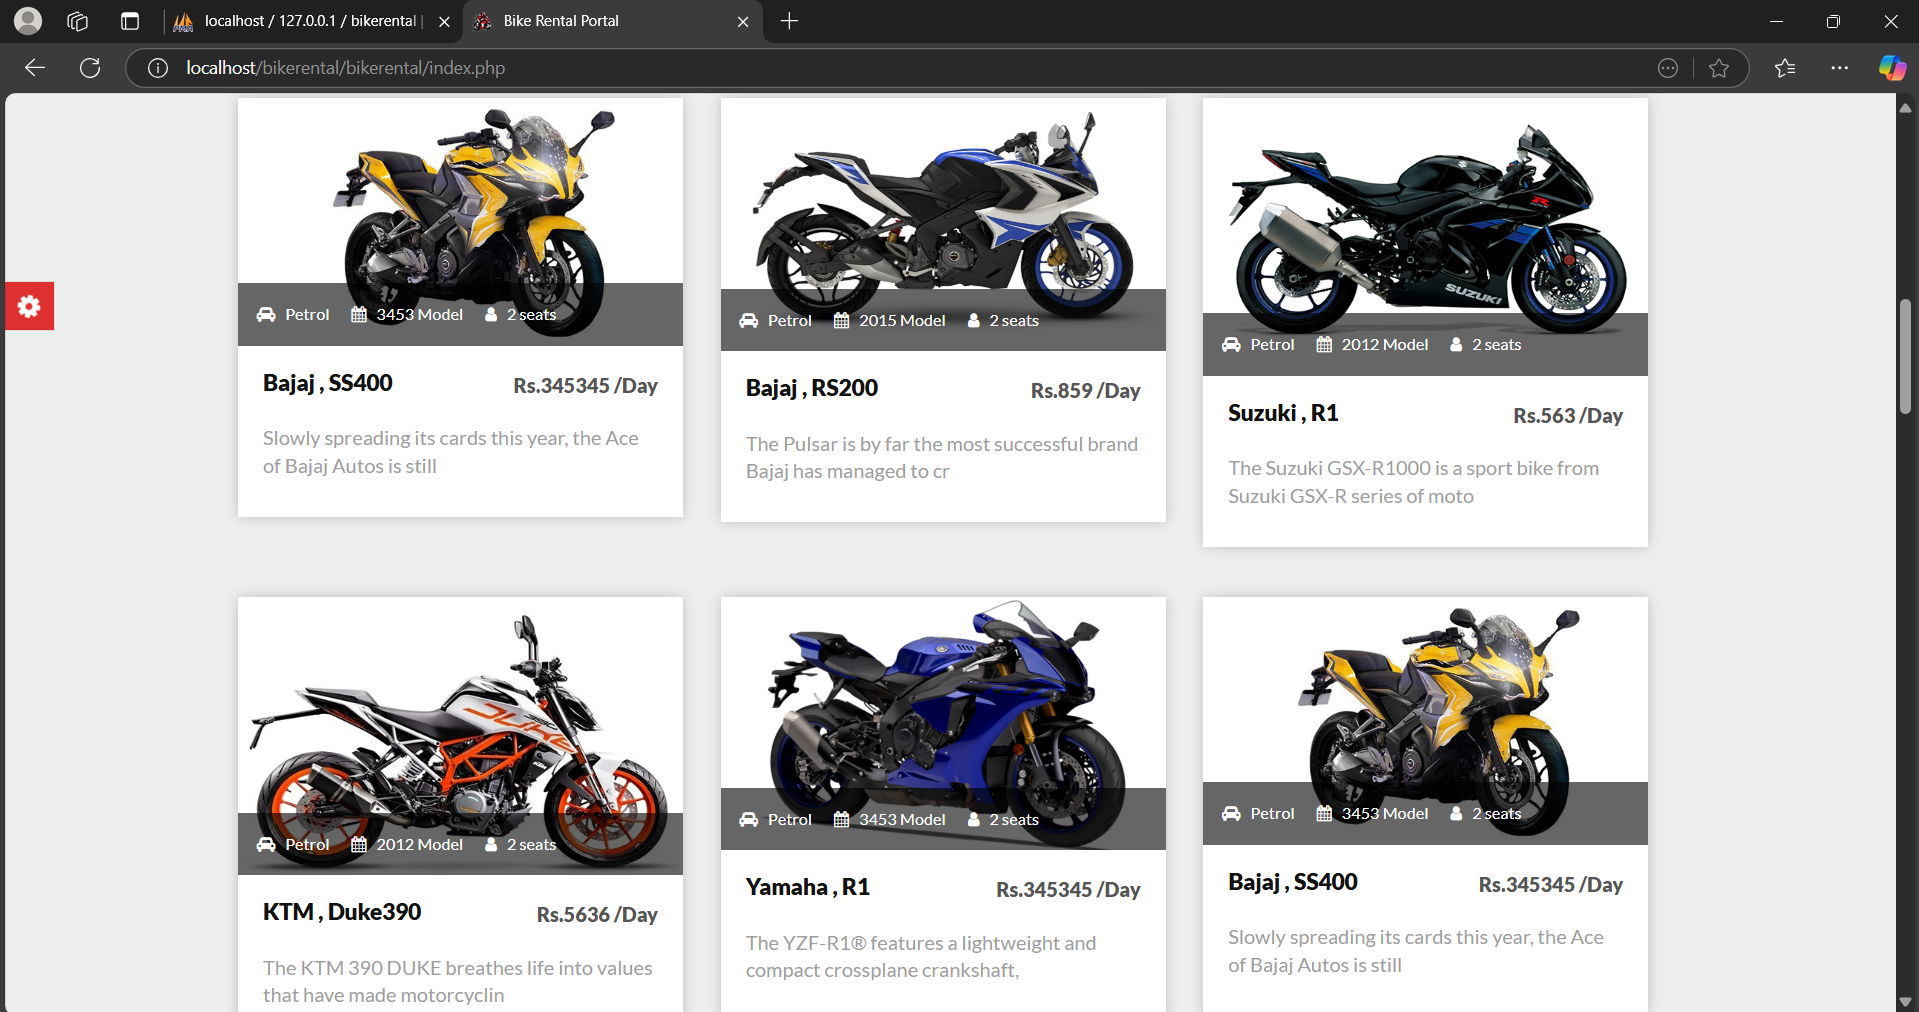 localhost / 127.0.0.1 / bikerental |
Bike Rental Portal
localhost/bikerental/bikerental/index.php
Petrol 3453 Model 2 seats
Bajaj , SS400 Rs.345345 /Day
Slowly spreading its cards this year, the Ace
of Bajaj Autos is still
Petrol 2015 Model 2 seats
Bajaj , RS200 Rs.859 /Day
The Pulsar is by far the most successful brand
Bajaj has managed to cr
R
SUZUKI
Petrol 2012 Model 2 seats
Suzuki , R1 Rs.563 /Day
The Suzuki GSX-R1000 is a sport bike from
Suzuki GSX-R series of moto
DUKE
Petrol 2012 Model 2 seats
KTM , Duke390 Rs.5636 /Day
The KTM 390 DUKE breathes life into values
that have made motorcyclin
Petrol 3453 Model 2 seats
Yamaha , R1 Rs.345345 /Day
The YZF-R1® features a lightweight and
compact crossplane crankshaft,
Petrol 3453 Model 2 seats
Bajaj , SS400 Rs.345345 /Day
Slowly spreading its cards this year, the Ace
of Bajaj Autos is still